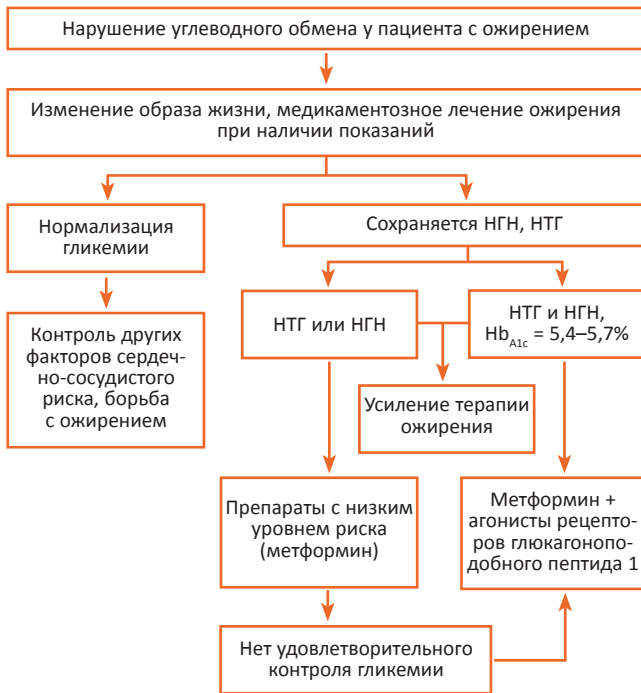 Нарушение углеводного обмена у пациента с ожирением
Изменение образа жизни, медикаментозное лечение ожирения
при наличии показаний
Нормализация
гликемии
Сохраняется НГН, НТГ
Контроль других
факторов сердеч-
но-сосудистого
риска, борьба
с ожирением
НТГ или НГН
НТГ и НГН,
Hb A1c = 5,4–5,7%
Усиление терапии
ожирения
Препараты с низким
уровнем риска
(метформин)
Метформин +
агонисты рецепто-
ров глюкагонопо-
добного пептида 1
Нет удовлетворительного
контроля гликемии